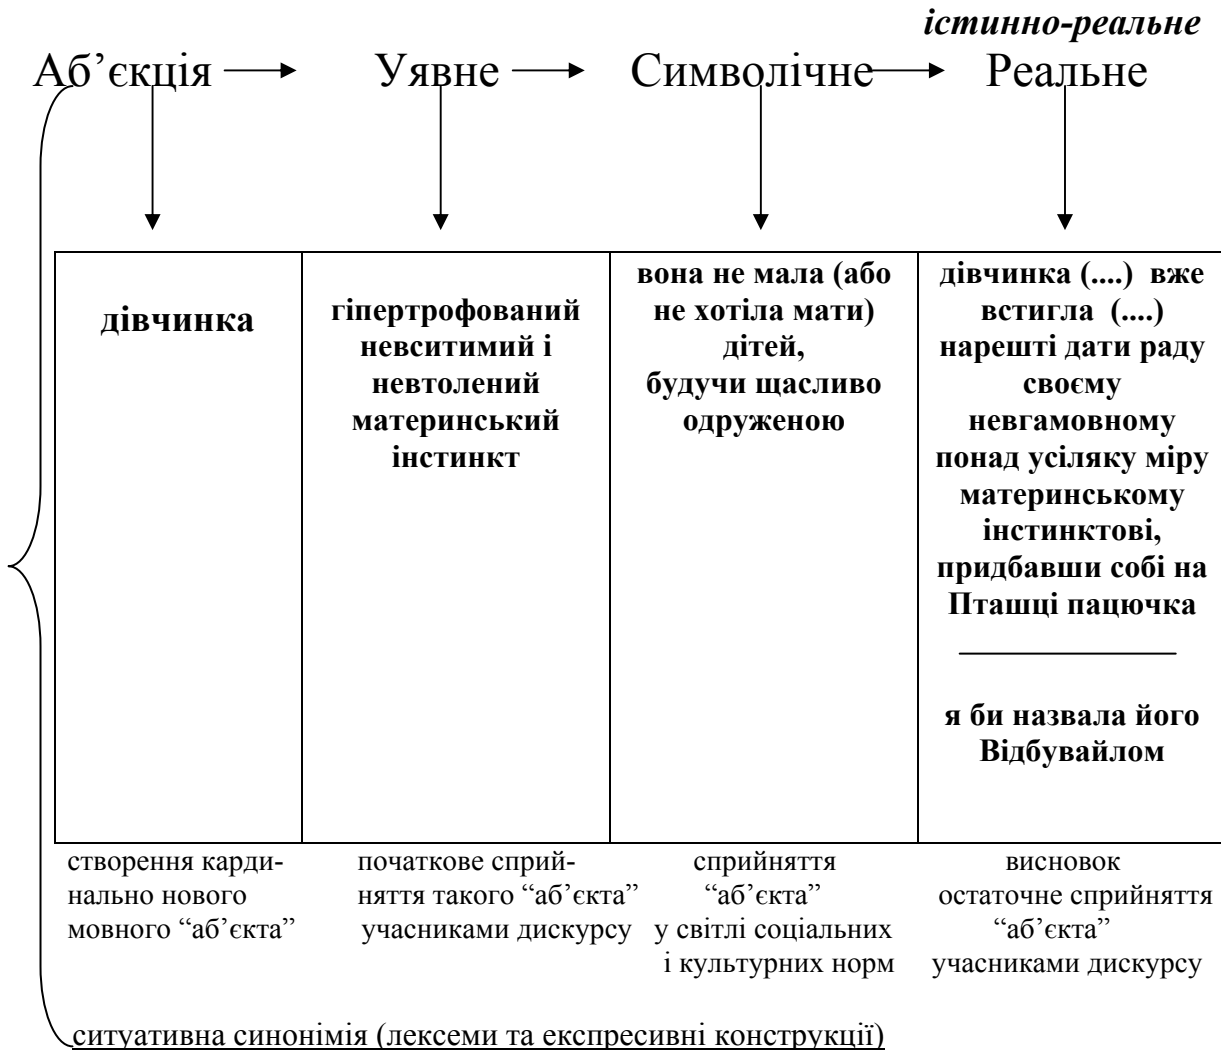 істинно-реальне
Аб’єкція Уявне Символічне Реальне
дівчинка
гіпертрофований
невситимий і
невтолений
материнський
інстинкт
вона не мала (або
не хотіла мати)
дітей,
будучи щасливо
одруженою
дівчинка (....) вже
встигла (....)
нарешті дати раду
своєму
невгамовному
понад усіляку міру
материнському
інстинктові,
придбавши собі на
Пташці пацючка
я би назвала його
Відбувайлом
створення карди-
нально нового
мовного “аб’єкта”
початкове сприй-
няття такого “аб’єкта”
учасниками дискурсу
сприйняття
“аб’єкта”
у світлі соціальних
і культурних норм
висновок
остаточне сприйняття
“аб’єкта”
учасниками дискурсу
ситуативна синонімія (лексеми та експресивні конструкції)